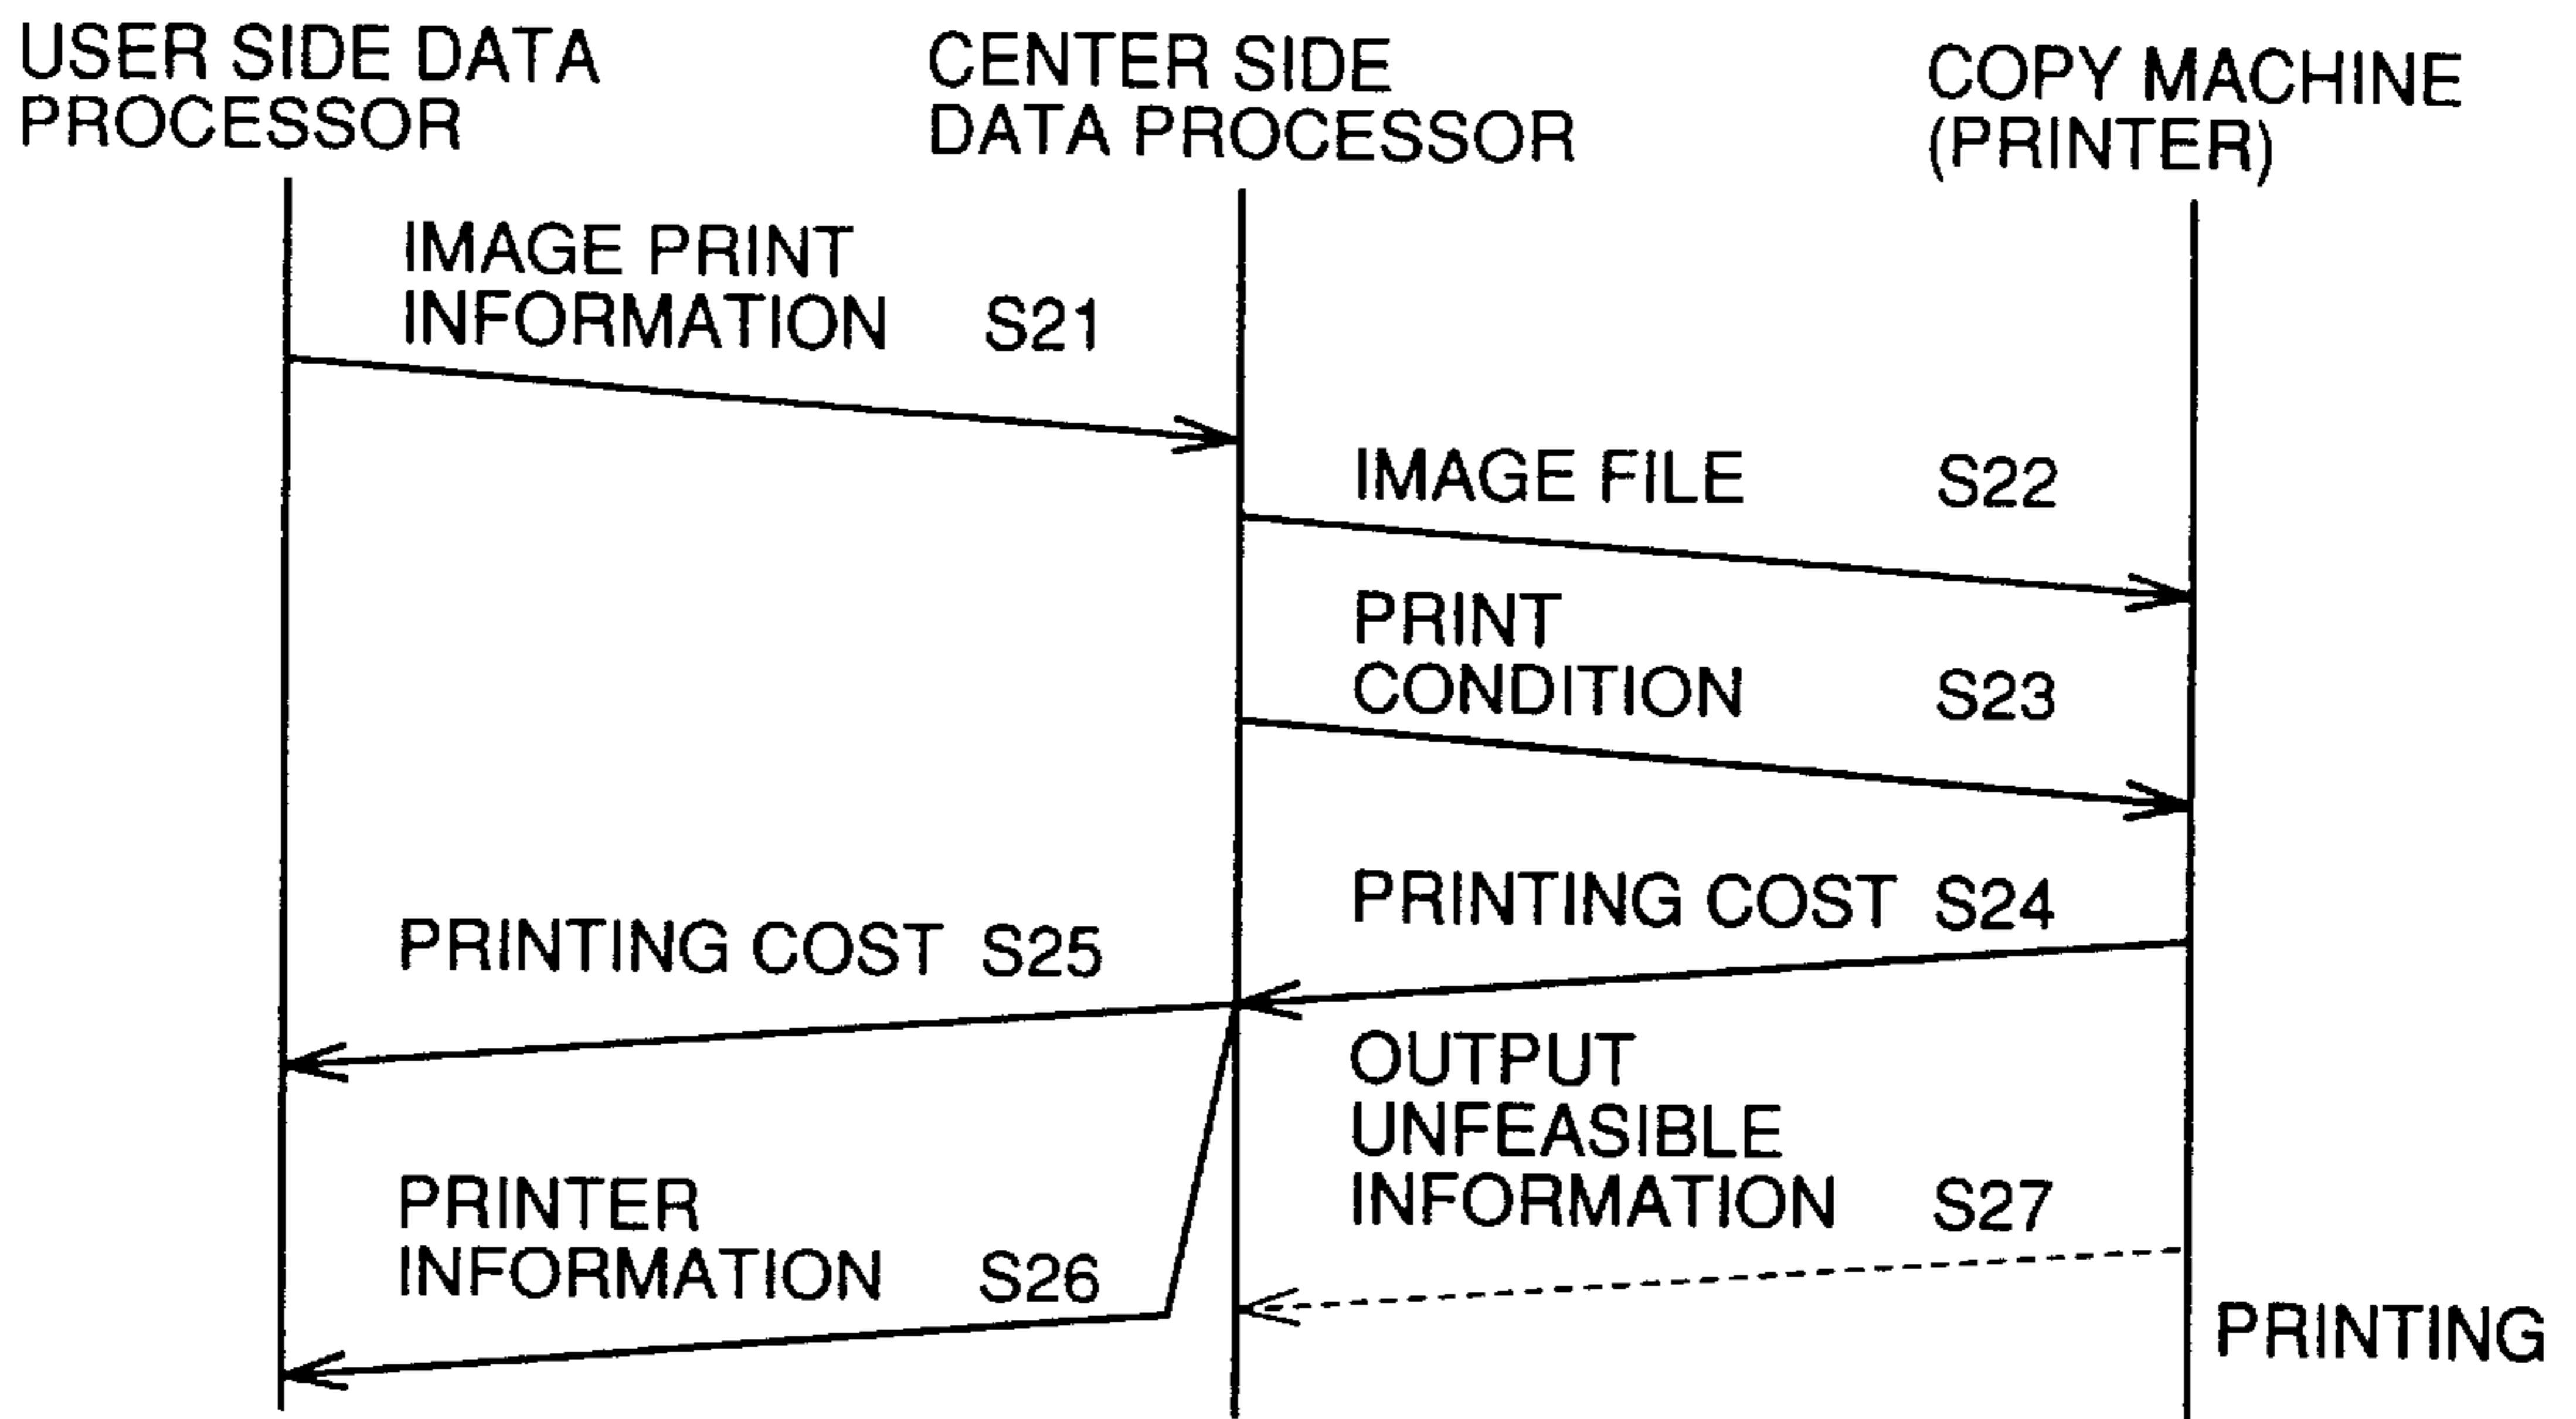 USER SIDE DATA
PROCESSOR
CENTER SIDE
DATA PROCESSOR
COPY MACHINE
(PRINTER)
IMAGE PRINT
INFORMATION S21
IMAGE FILE S22
PRINT
CONDITION S23
PRINTING COST S24
PRINTING COST S25
OUTPUT
UNFEASIBLE
INFORMATION S27
PRINTER
INFORMATION S26
PRINTING